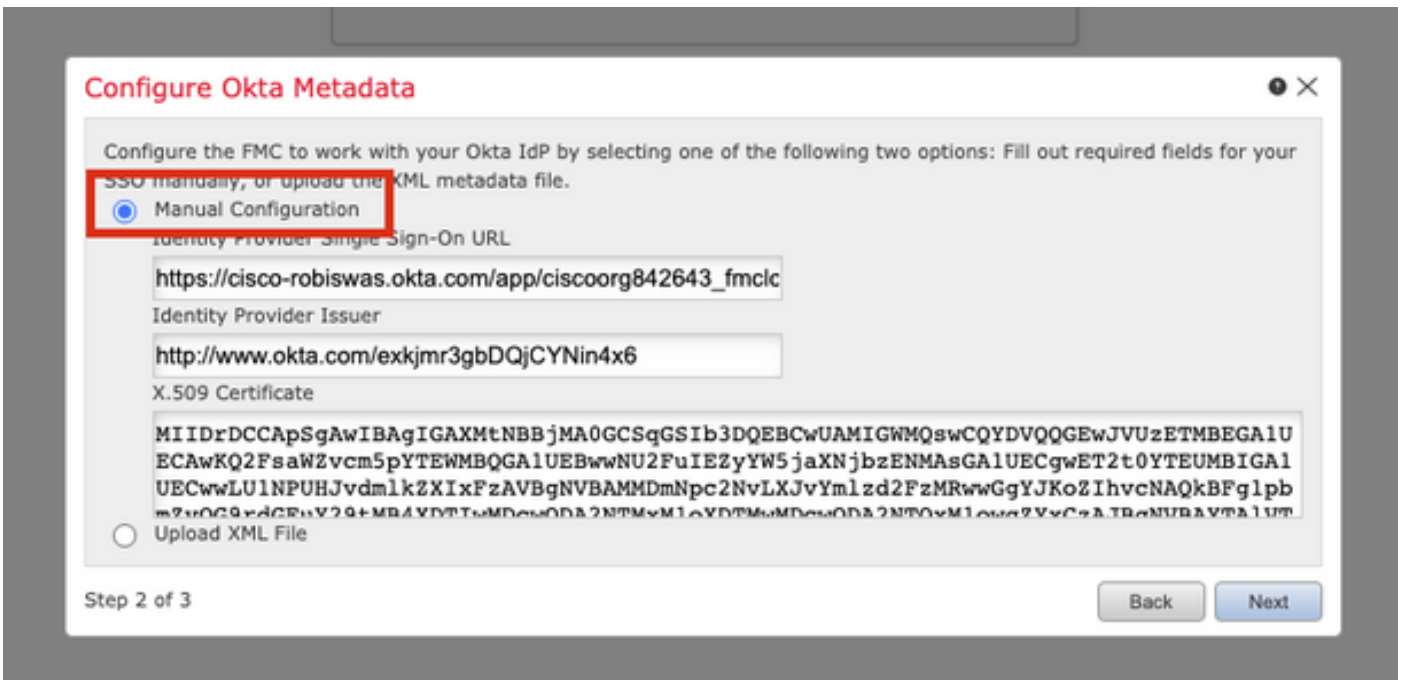 Configure Okta Metadata
Configure the FMC to work with your Okta IdP by selecting one of the following two options: Fill out required fields for your
SSO manually, or upload the XML metadata file.
Manual Configuration
Identity Provider Single Sign-On URL
https://cisco-robiswas.okta.com/app/ciscoorg842643_fmclo
Identity Provider Issuer
http://www.okta.com/exkjmr3gbDQjCYNin4x6
X.509 Certificate
MIIDrDCCApSgAwIBAgIGAXMtNBBjMA0GCSqGSIb3DQEBCwUAMIGWMQswCQYDVQQGEwJVUzETMBEGA1U
ECAwKQ2FsaWZvcm5pYTEWMBQGA1UEBwwNU2FuIEZyYW5jaXNjbzENMAsGA1UECgwET2t0YTEUMBIGA1
UECwwLU1NPUHJvdmlkZXIxFzAVBgNVBAMMDmNpc2NvLXJvYmlzd2FzMRwwGgYJKoZIhvcNAQkBFg1pb
Upload XML File
Step 2 of 3
Back
Next